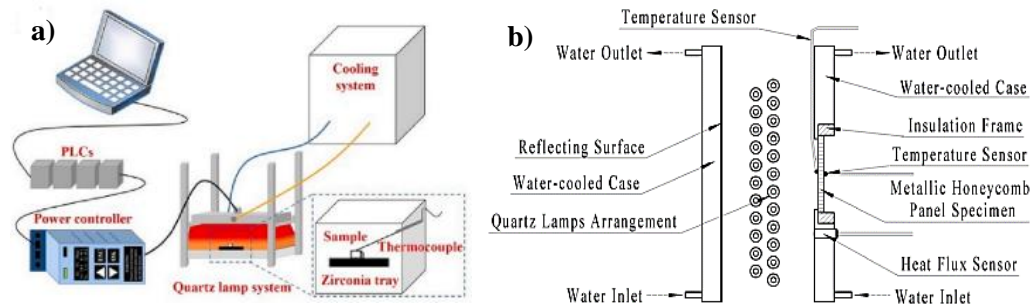 a)
Cooling
system
PLCs
Power controller
Sample
Thermocouple
Zirconia tray
Quartz lamp system
b)
Temperature Sensor
Water Outlet
Water Outlet
Water-cooled Case
Insulation Frame
Reflecting Surface
Temperature Sensor
Water-cooled Case
Metallic Honeycomb
Panel Specimen
Quartz Lamps Arrangement
Heat Flux Sensor
Water Inlet
Water Inlet